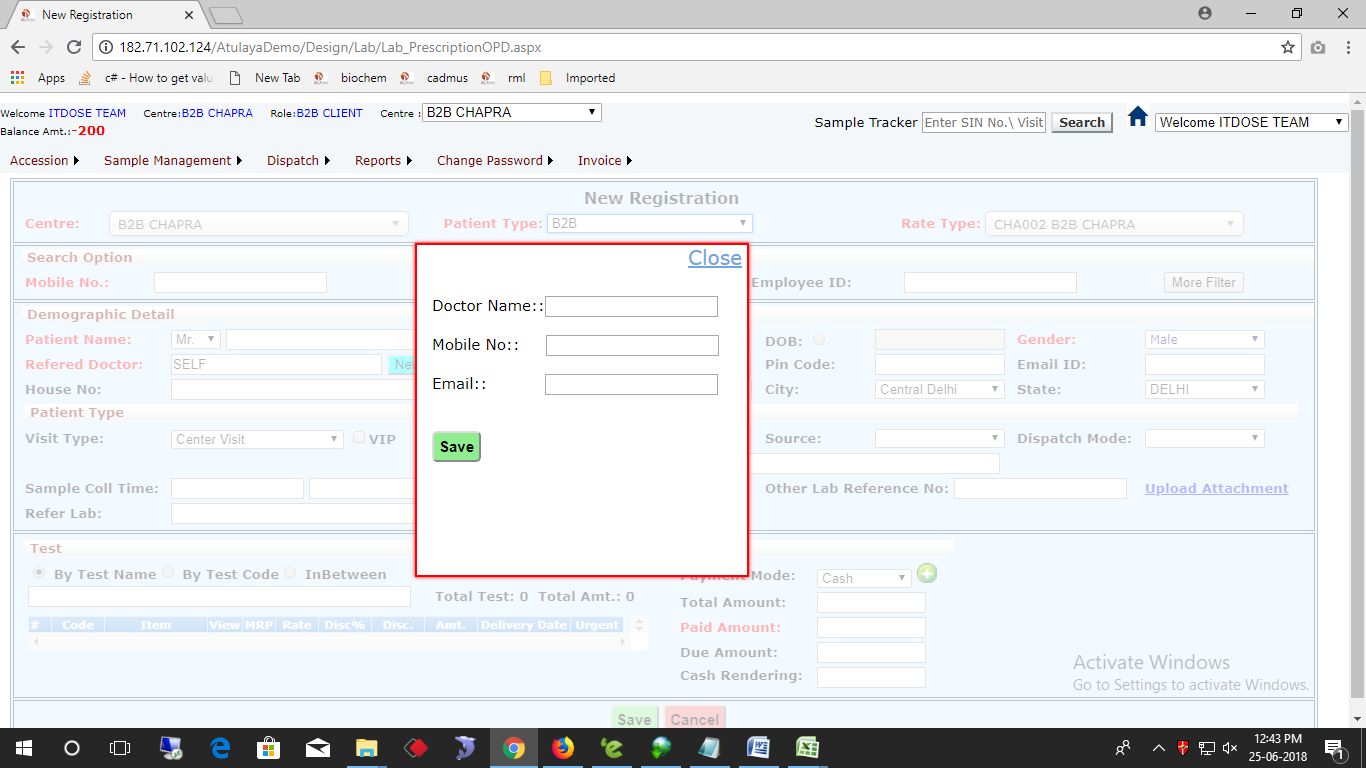 New Registration
182.71.102.124/AtulayaDemo/Design/Lab/Lab_PrescriptionOPD.aspx
Apps c# - How to get valu New Tab biochem cadmus rml Imported
Welcome ITDOSE TEAM Centre:B2B CHAPRA Role:B2B CLIENT Centre : B2B CHAPRA
Balance Amt.:-200
Sample Tracker Enter SIN No.\ Visit Search Welcome ITDOSE TEAM
Accession Sample Management Dispatch Reports Change Password Invoice
New Registration
Centre: B2B CHAPRA Patient Type: B2B Rate Type: CHA002 B2B CHAPRA
Search Option
Mobile No.: Employee ID: More Filter
Demographic Detail
Patient Name: Mr. DOB: Gender: Male
Refered Doctor: SELF Pin Code: Email ID:
House No: City: Central Delhi State: DELHI
Patient Type
Visit Type: Center Visit VIP Source: Dispatch Mode:
Sample Coll Time: Other Lab Reference No: Upload Attachment
Refer Lab:
Close
Doctor Name::
Mobile No::
Email::
Save
Test
By Test Name By Test Code InBetween
Payment Mode: Cash
Total Test: 0 Total Amt.: 0
Total Amount:
# Code Item View MRP Rate Disc% Disc. Amt. Delivery Date Urgent
Paid Amount:
Due Amount:
Cash Rendering:
Activate Windows
Go to Settings to activate Windows.
Save Cancel
12:43 PM
25-06-2018
1